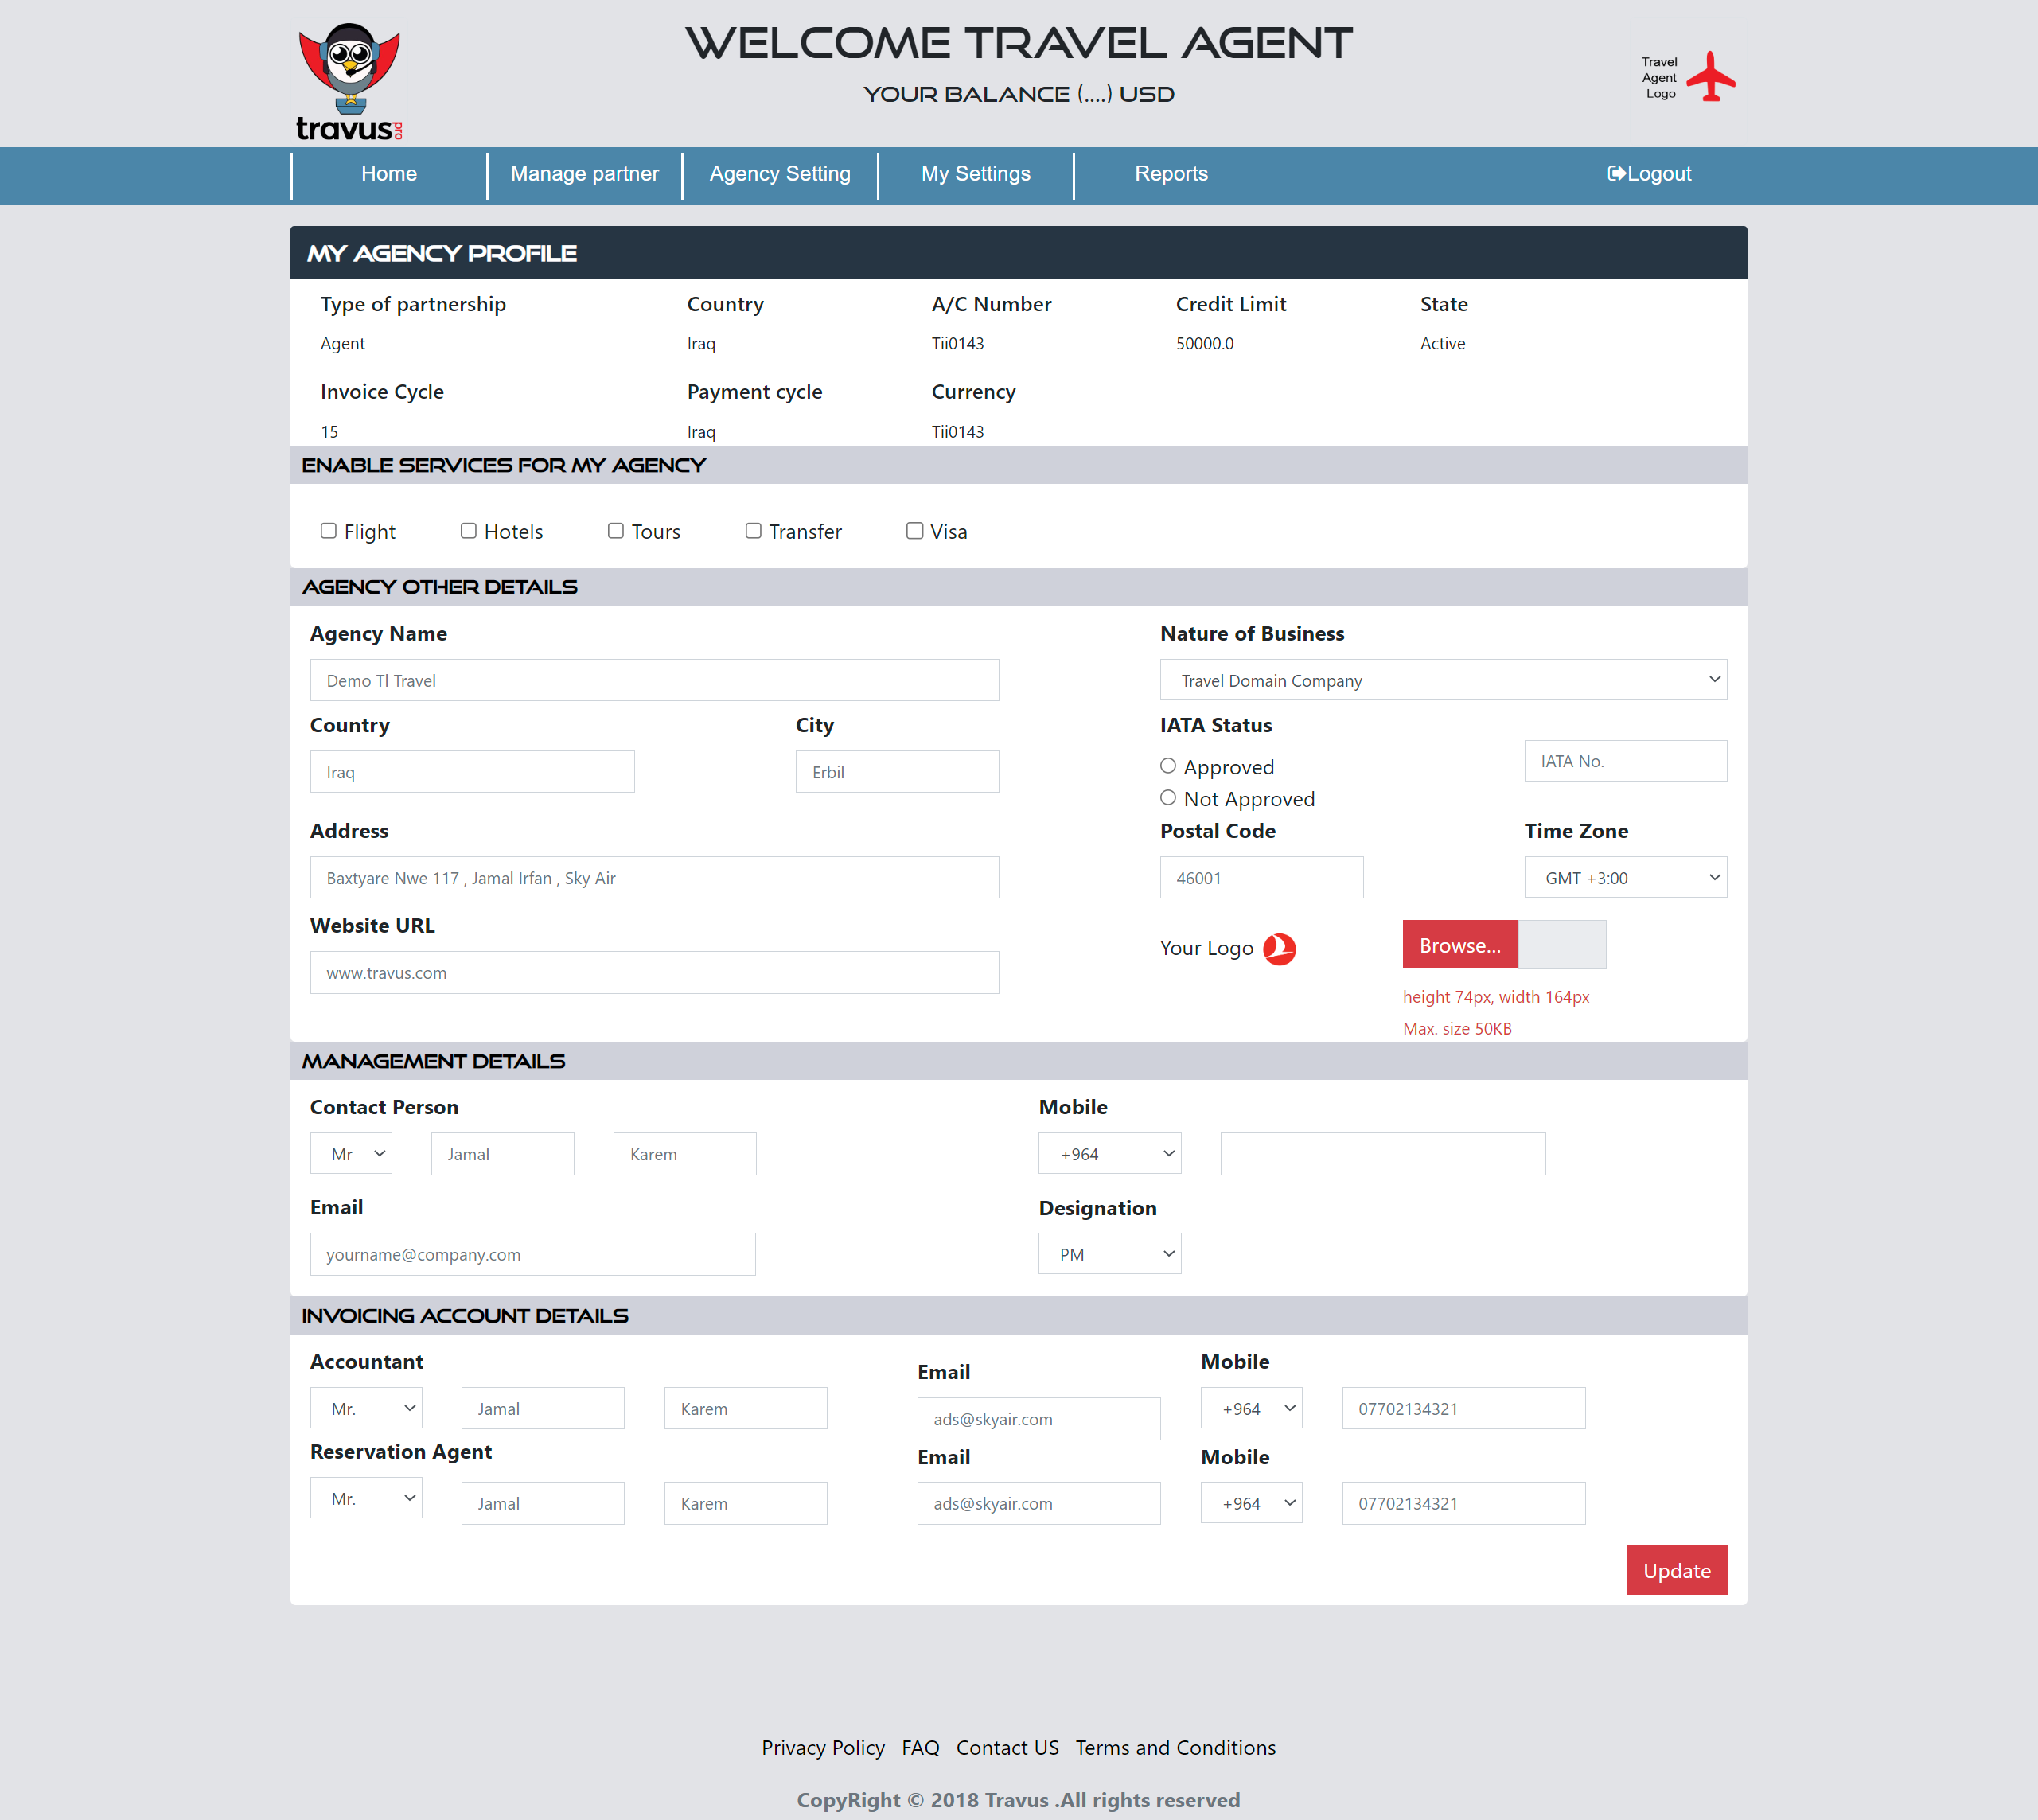 WELCOME TRAVEL AGENT
YOUR BALANCE (....) USD
travus pro
Travel
Agent
Logo
Home Manage partner Agency Setting My Settings Reports Logout
MY AGENCY PROFILE
Type of partnership Country A/C Number Credit Limit State
Agent Iraq Tii0143 50000.0 Active
Invoice Cycle Payment cycle Currency
15 Iraq Tii0143
ENABLE SERVICES FOR MY AGENCY
Flight Hotels Tours Transfer Visa
AGENCY OTHER DETAILS
Agency Name Nature of Business
Demo Tl Travel Travel Domain Company
Country City IATA Status
Iraq Erbil Approved IATA No.
Not Approved
Address Postal Code Time Zone
Baxtyare Nwe 117 , Jamal Irfan , Sky Air 46001 GMT +3:00
Website URL
Your Logo Browse...
www.travus.com
height 74px, width 164px
Max. size 50KB
MANAGEMENT DETAILS
Contact Person Mobile
Mr Jamal Karem +964
Email Designation
yourname@company.com PM
INVOICING ACCOUNT DETAILS
Accountant Email Mobile
Mr. Jamal Karem ads@skyair.com +964 07702134321
Reservation Agent Email Mobile
Mr. Jamal Karem ads@skyair.com +964 07702134321
Update
Privacy Policy FAQ Contact US Terms and Conditions
CopyRight © 2018 Travus .All rights reserved